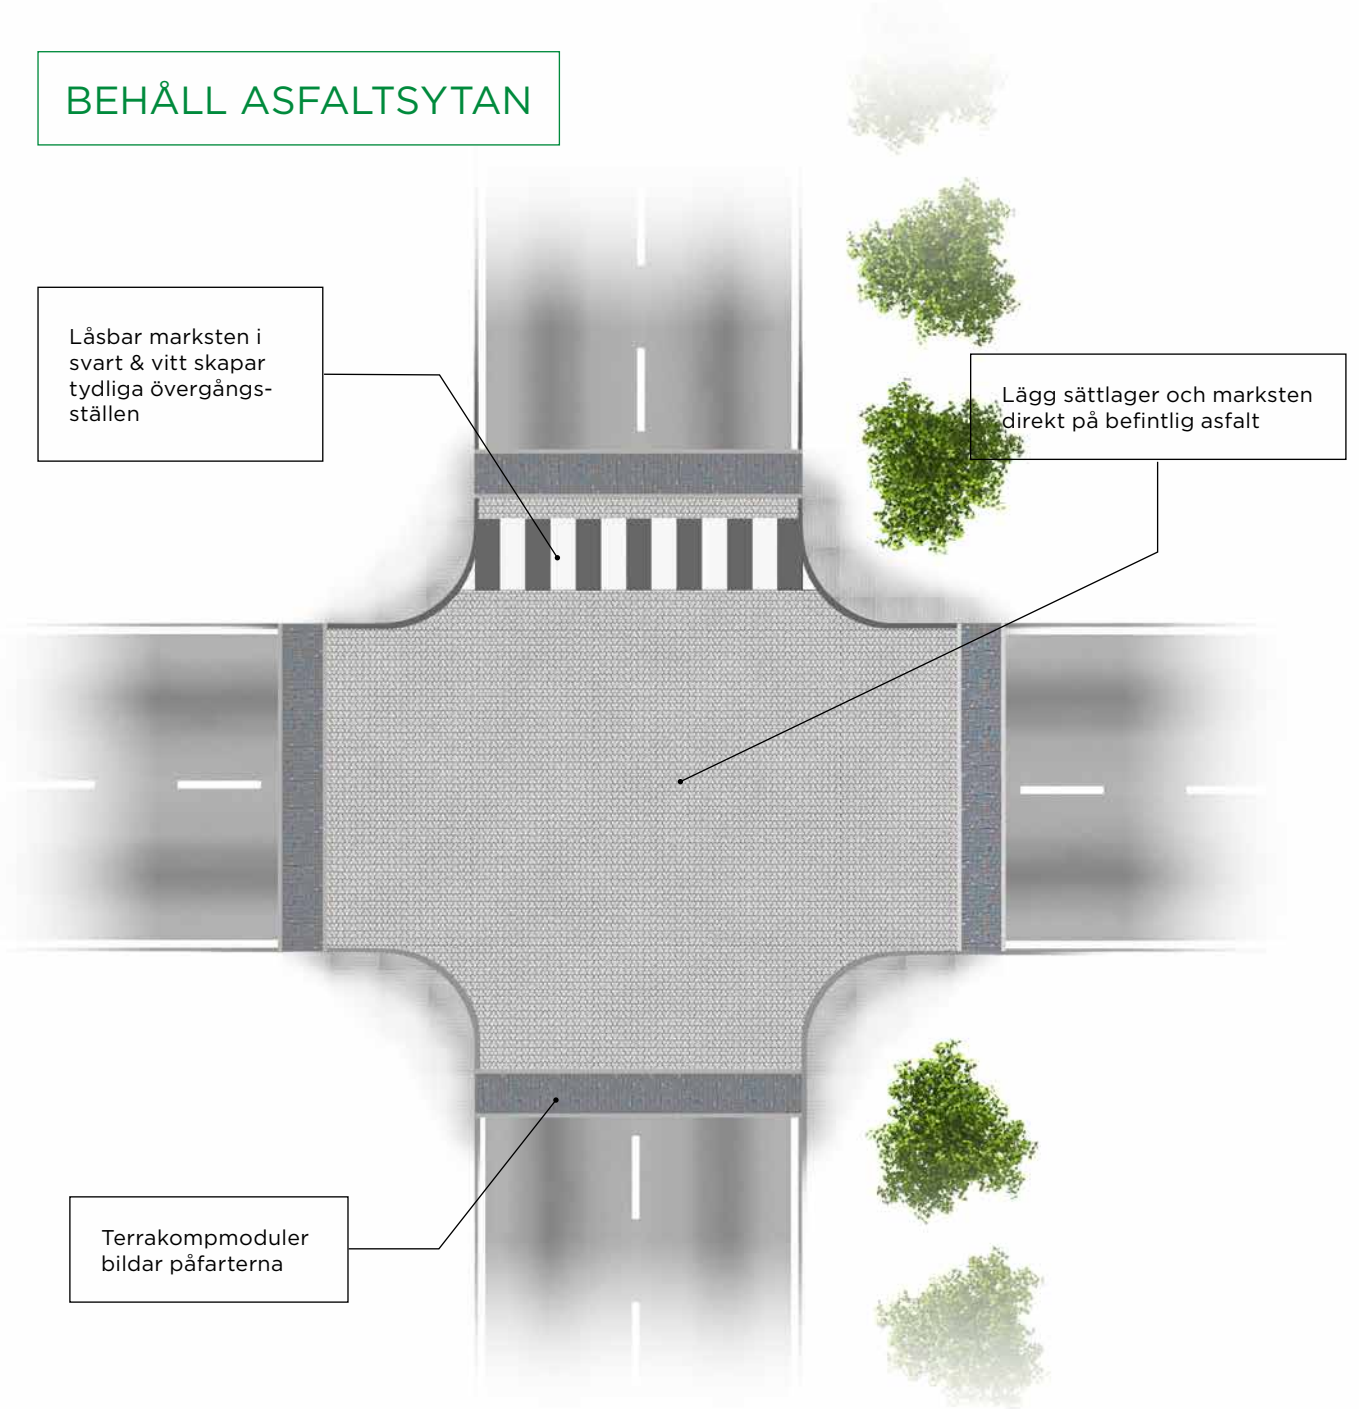 BEHÅLL ASFALTSYTAN
Låsbar marksten i
svart & vitt skapar
tydliga övergångs-
ställen
Lägg sättlager och marksten
direkt på befintlig asfalt
Terrakompmoduler
bildar påfarterna